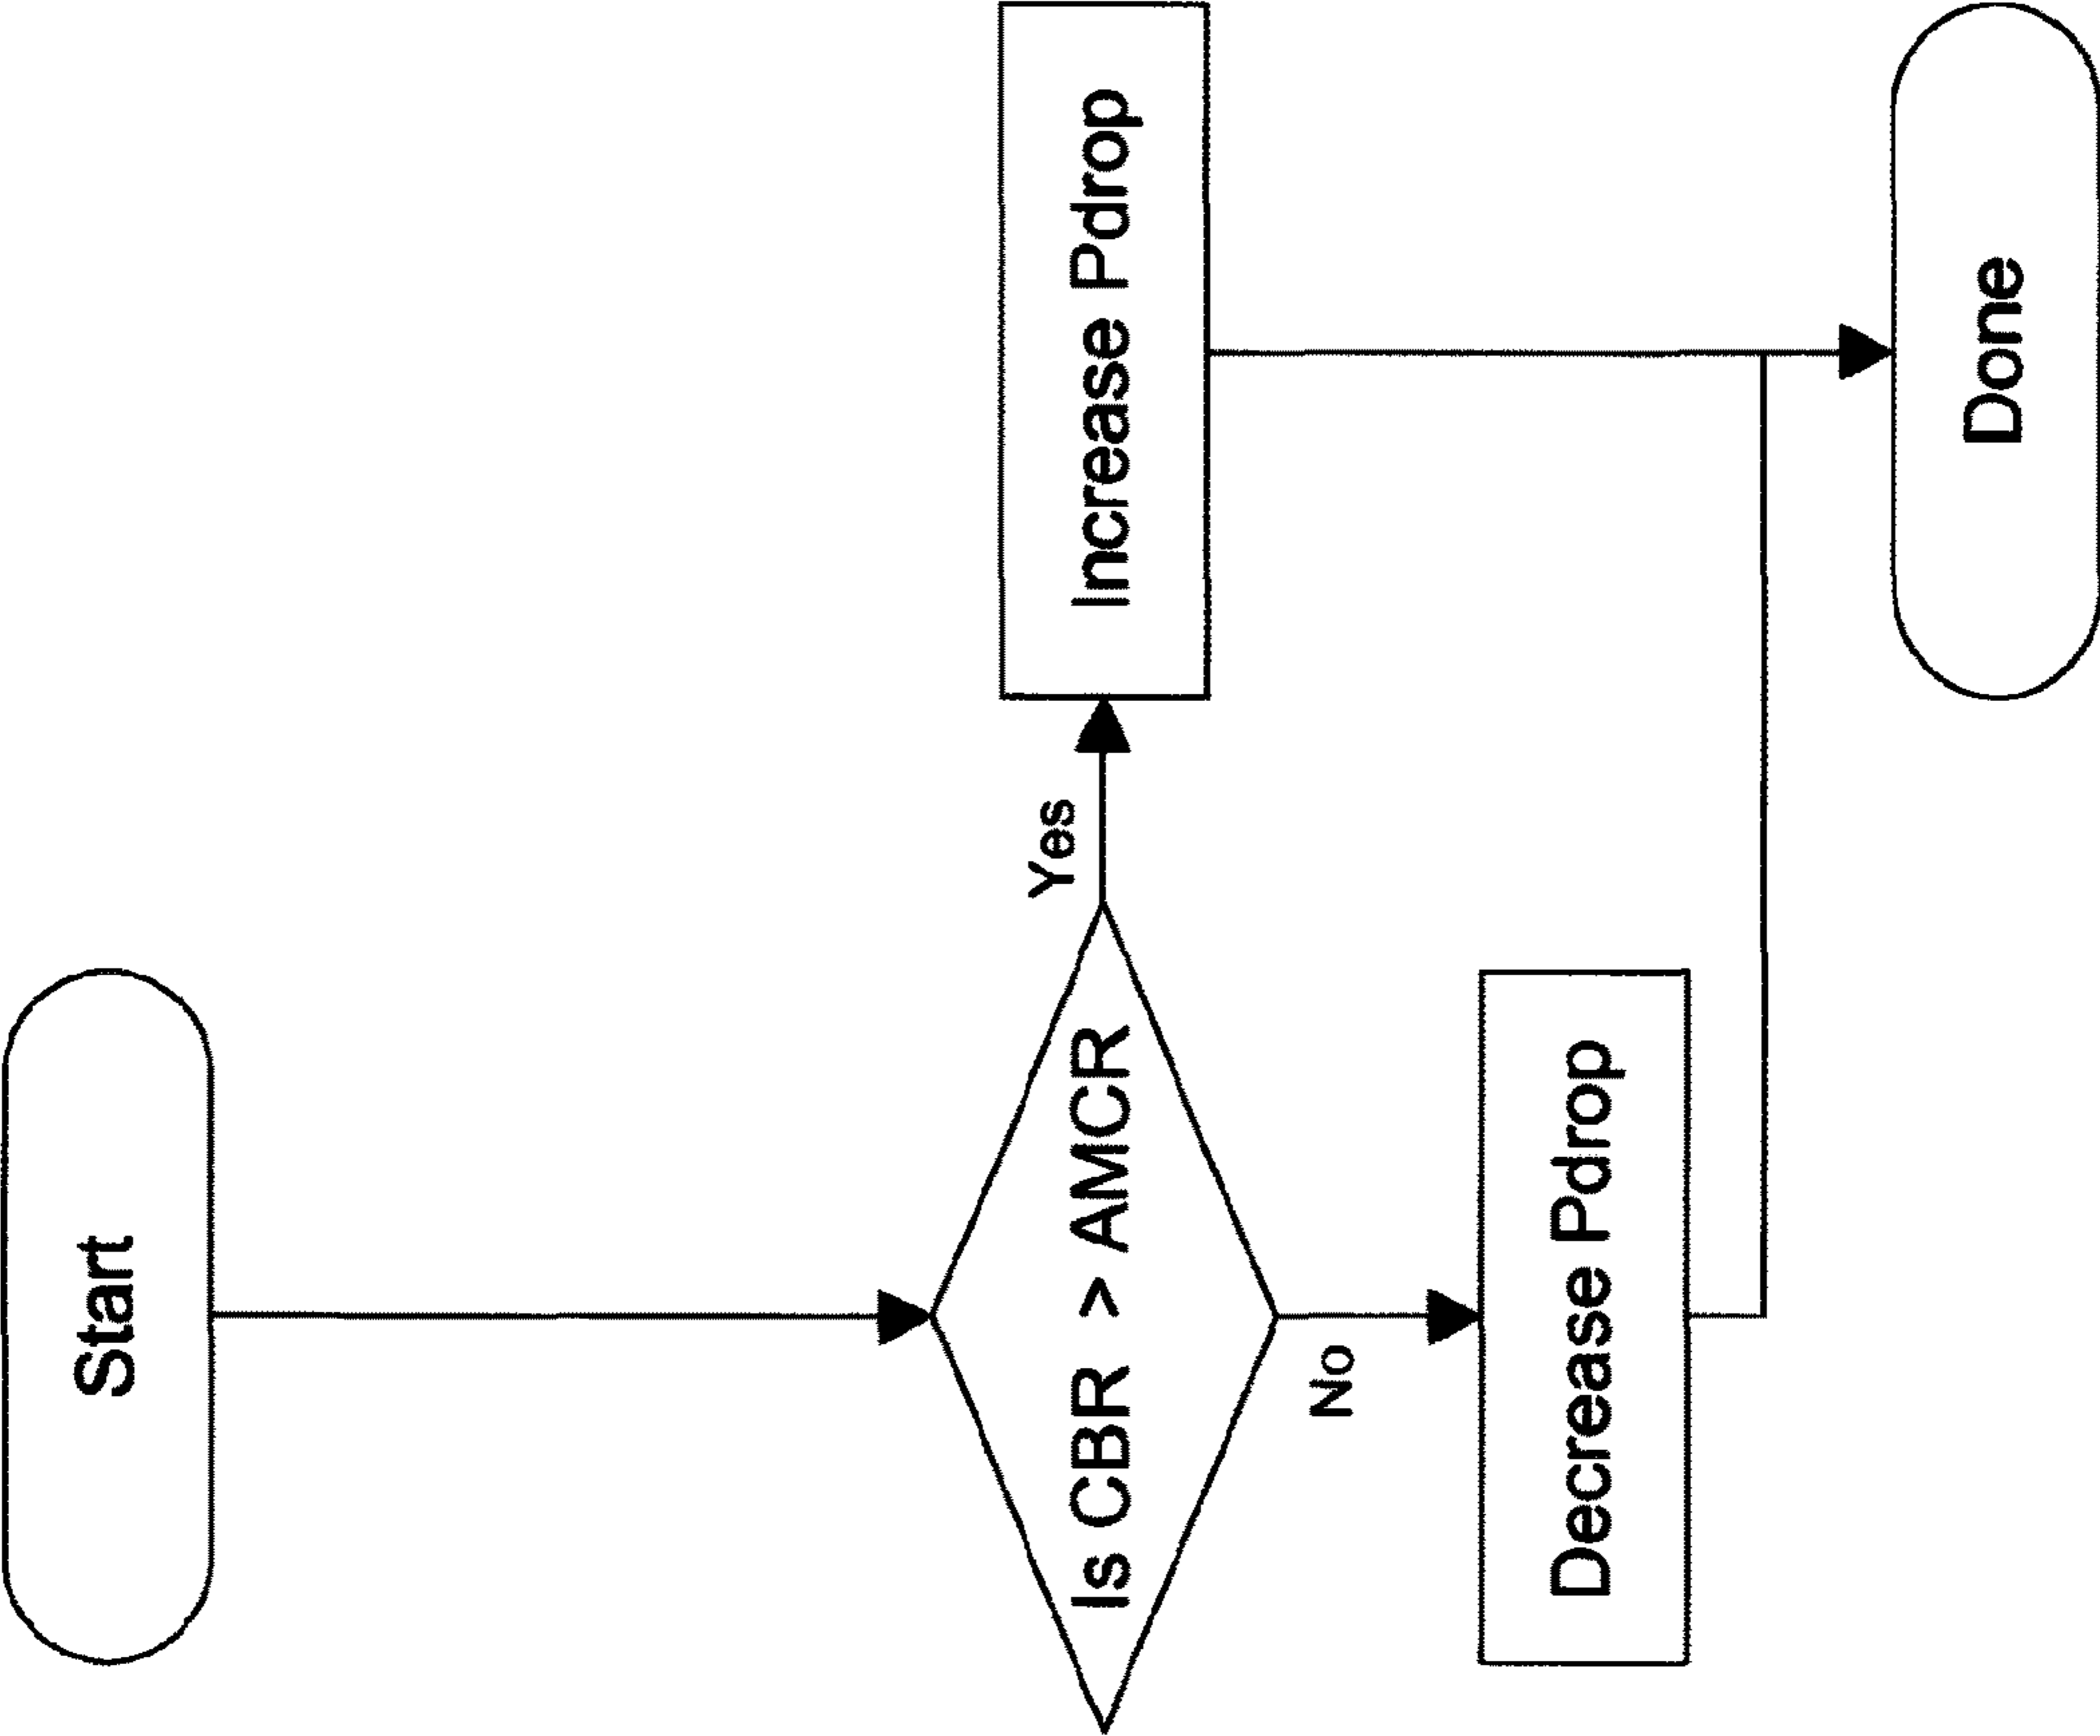 Start
Is CBR > AMCR
Yes
Increase Pdrop
No
Decrease Pdrop
Done